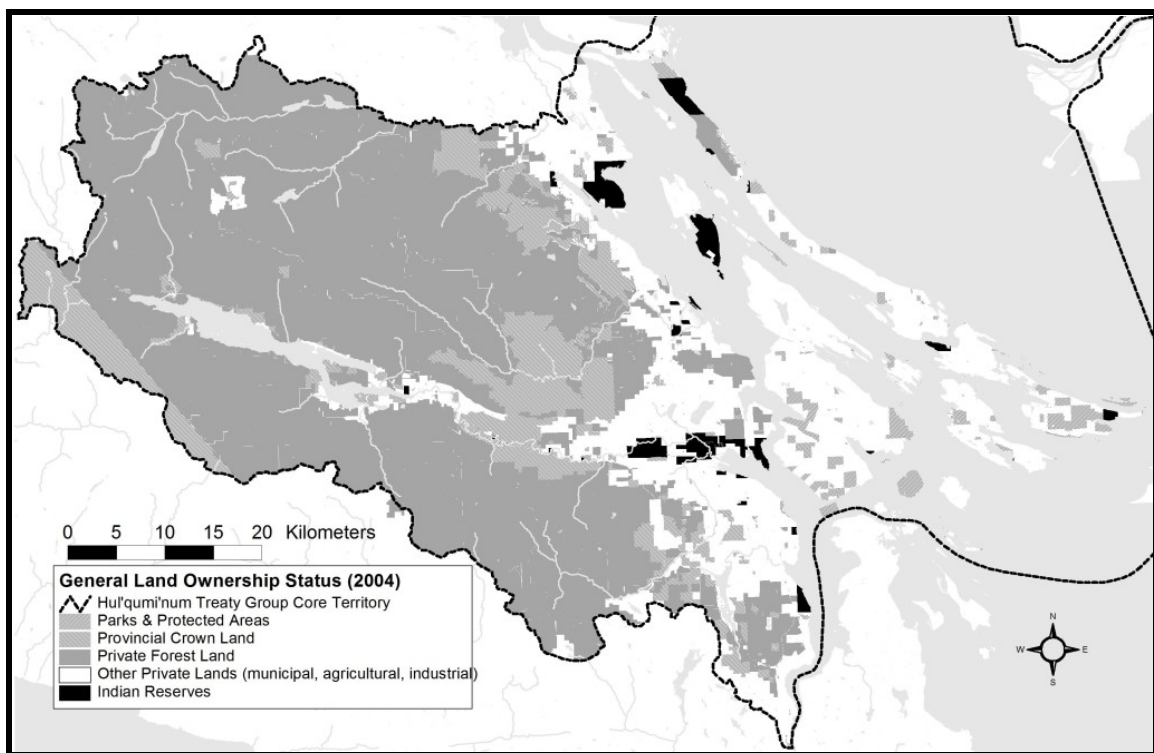 0 5 10 15 20 Kilometers
General Land Ownership Status (2004)
Hul'qumi'num Treaty Group Core Territory
Parks & Protected Areas
Provincial Crown Land
Private Forest Land
Other Private Lands (municipal, agricultural, industrial)
Indian Reserves
N
W E
S